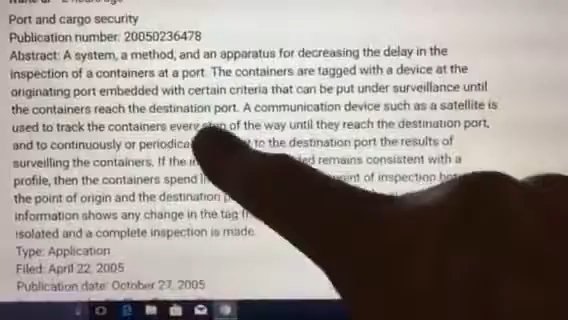 Port and cargo security
Publication number: 20050236478
Abstract: A system, a method, and an apparatus for decreasing the delay in the
inspection of a containers at a port. The containers are tagged with a device at the
originating port embedded with certain criteria that can be put under surveillance until
the containers reach the destination port. A communication device such as a satellite is
used to track the containers every step of the way until they reach the destination port,
and to continuously or to the destination port the results of
surveilling the containers. If the remains consistent with a
profile, then the containers spend of inspection
the point of origin and the destination
information shows any change in the tag
isolated and a complete inspection is made.
Type: Application
Filed: April 22, 2005
Publication date: October 27, 2005